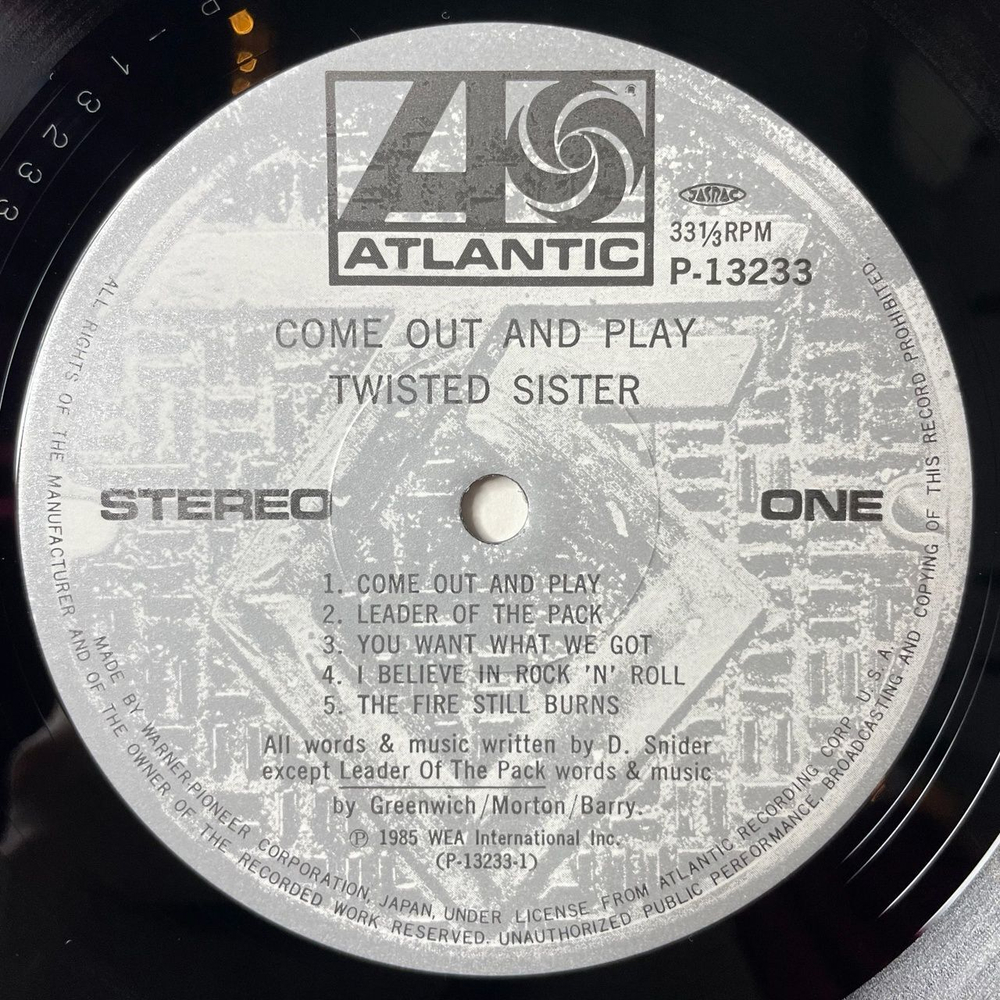 ATLANTIC
®
JASRAC
33⅓RPM
P-13233
COME OUT AND PLAY
TWISTED SISTER
STEREO
ONE
1. COME OUT AND PLAY
2. LEADER OF THE PACK
3. YOU WANT WHAT WE GOT
4. I BELIEVE IN ROCK 'N' ROLL
5. THE FIRE STILL BURNS
All words & music written by D. Snider
except Leader Of The Pack words & music
by Greenwich/Morton/Barry.
Ⓟ 1985 WEA International Inc.
(P-13233-1)
MADE BY WARNER-PIONEER CORPORATION, JAPAN, UNDER LICENSE FROM ATLANTIC RECORDING CORP. U.S.A.
ALL RIGHTS OF THE MANUFACTURER AND OF THE OWNER OF THE RECORDED WORK RESERVED. UNAUTHORIZED PUBLIC PERFORMANCE, BROADCASTING AND COPYING OF THIS RECORD PROHIBITED.
13233